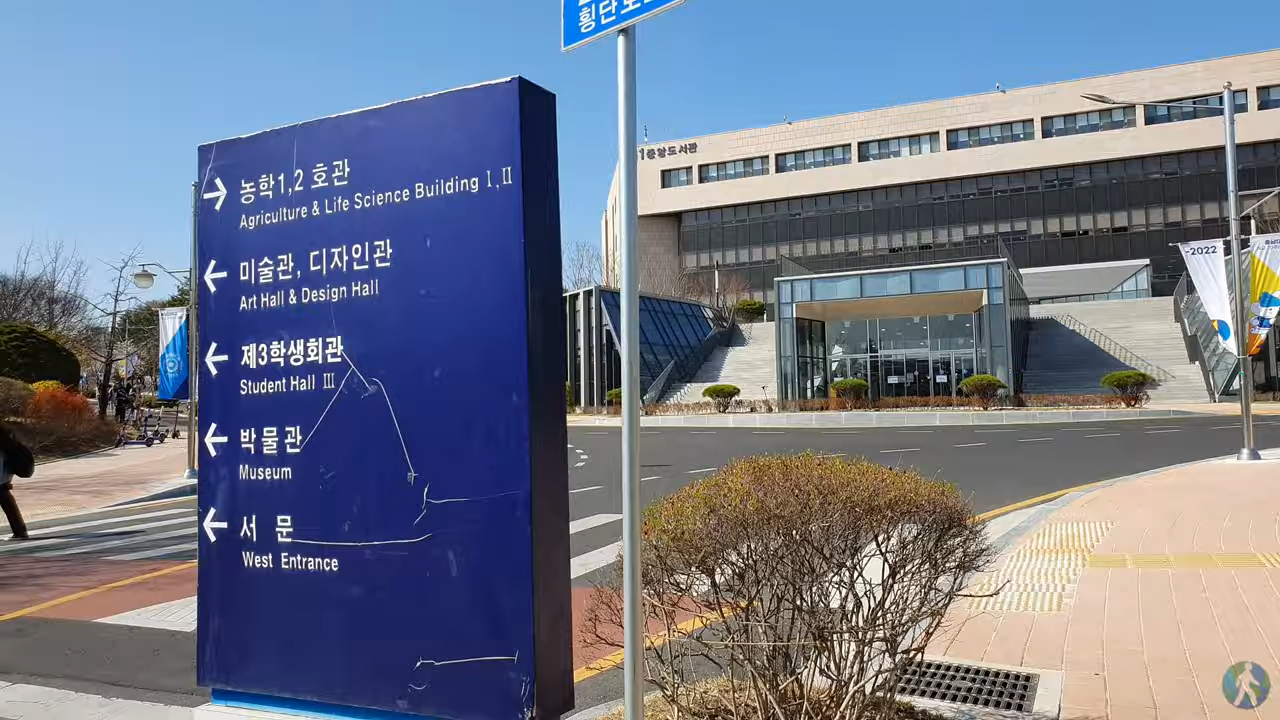 횡단보
농학1,2 호관
Agriculture & Life Science Building Ⅰ,Ⅱ
미술관, 디자인관
Art Hall & Design Hall
제3학생회관
Student Hall Ⅲ
박물관
Museum
서 문
West Entrance
중앙도서관
-2022